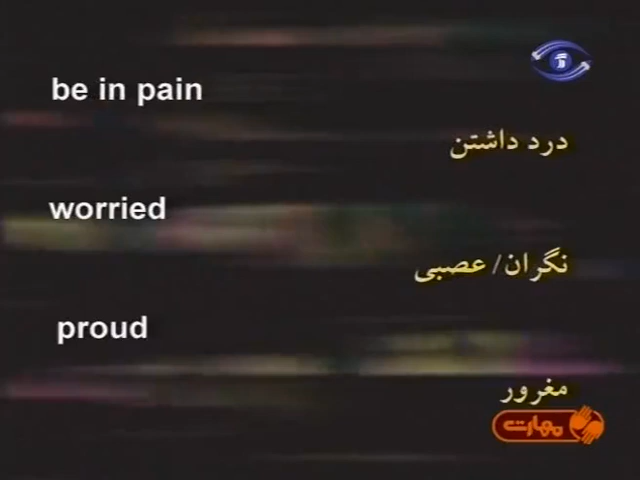 be in pain
درد داشتن
worried
نگران/ عصبی
proud
مغرور
مهارت